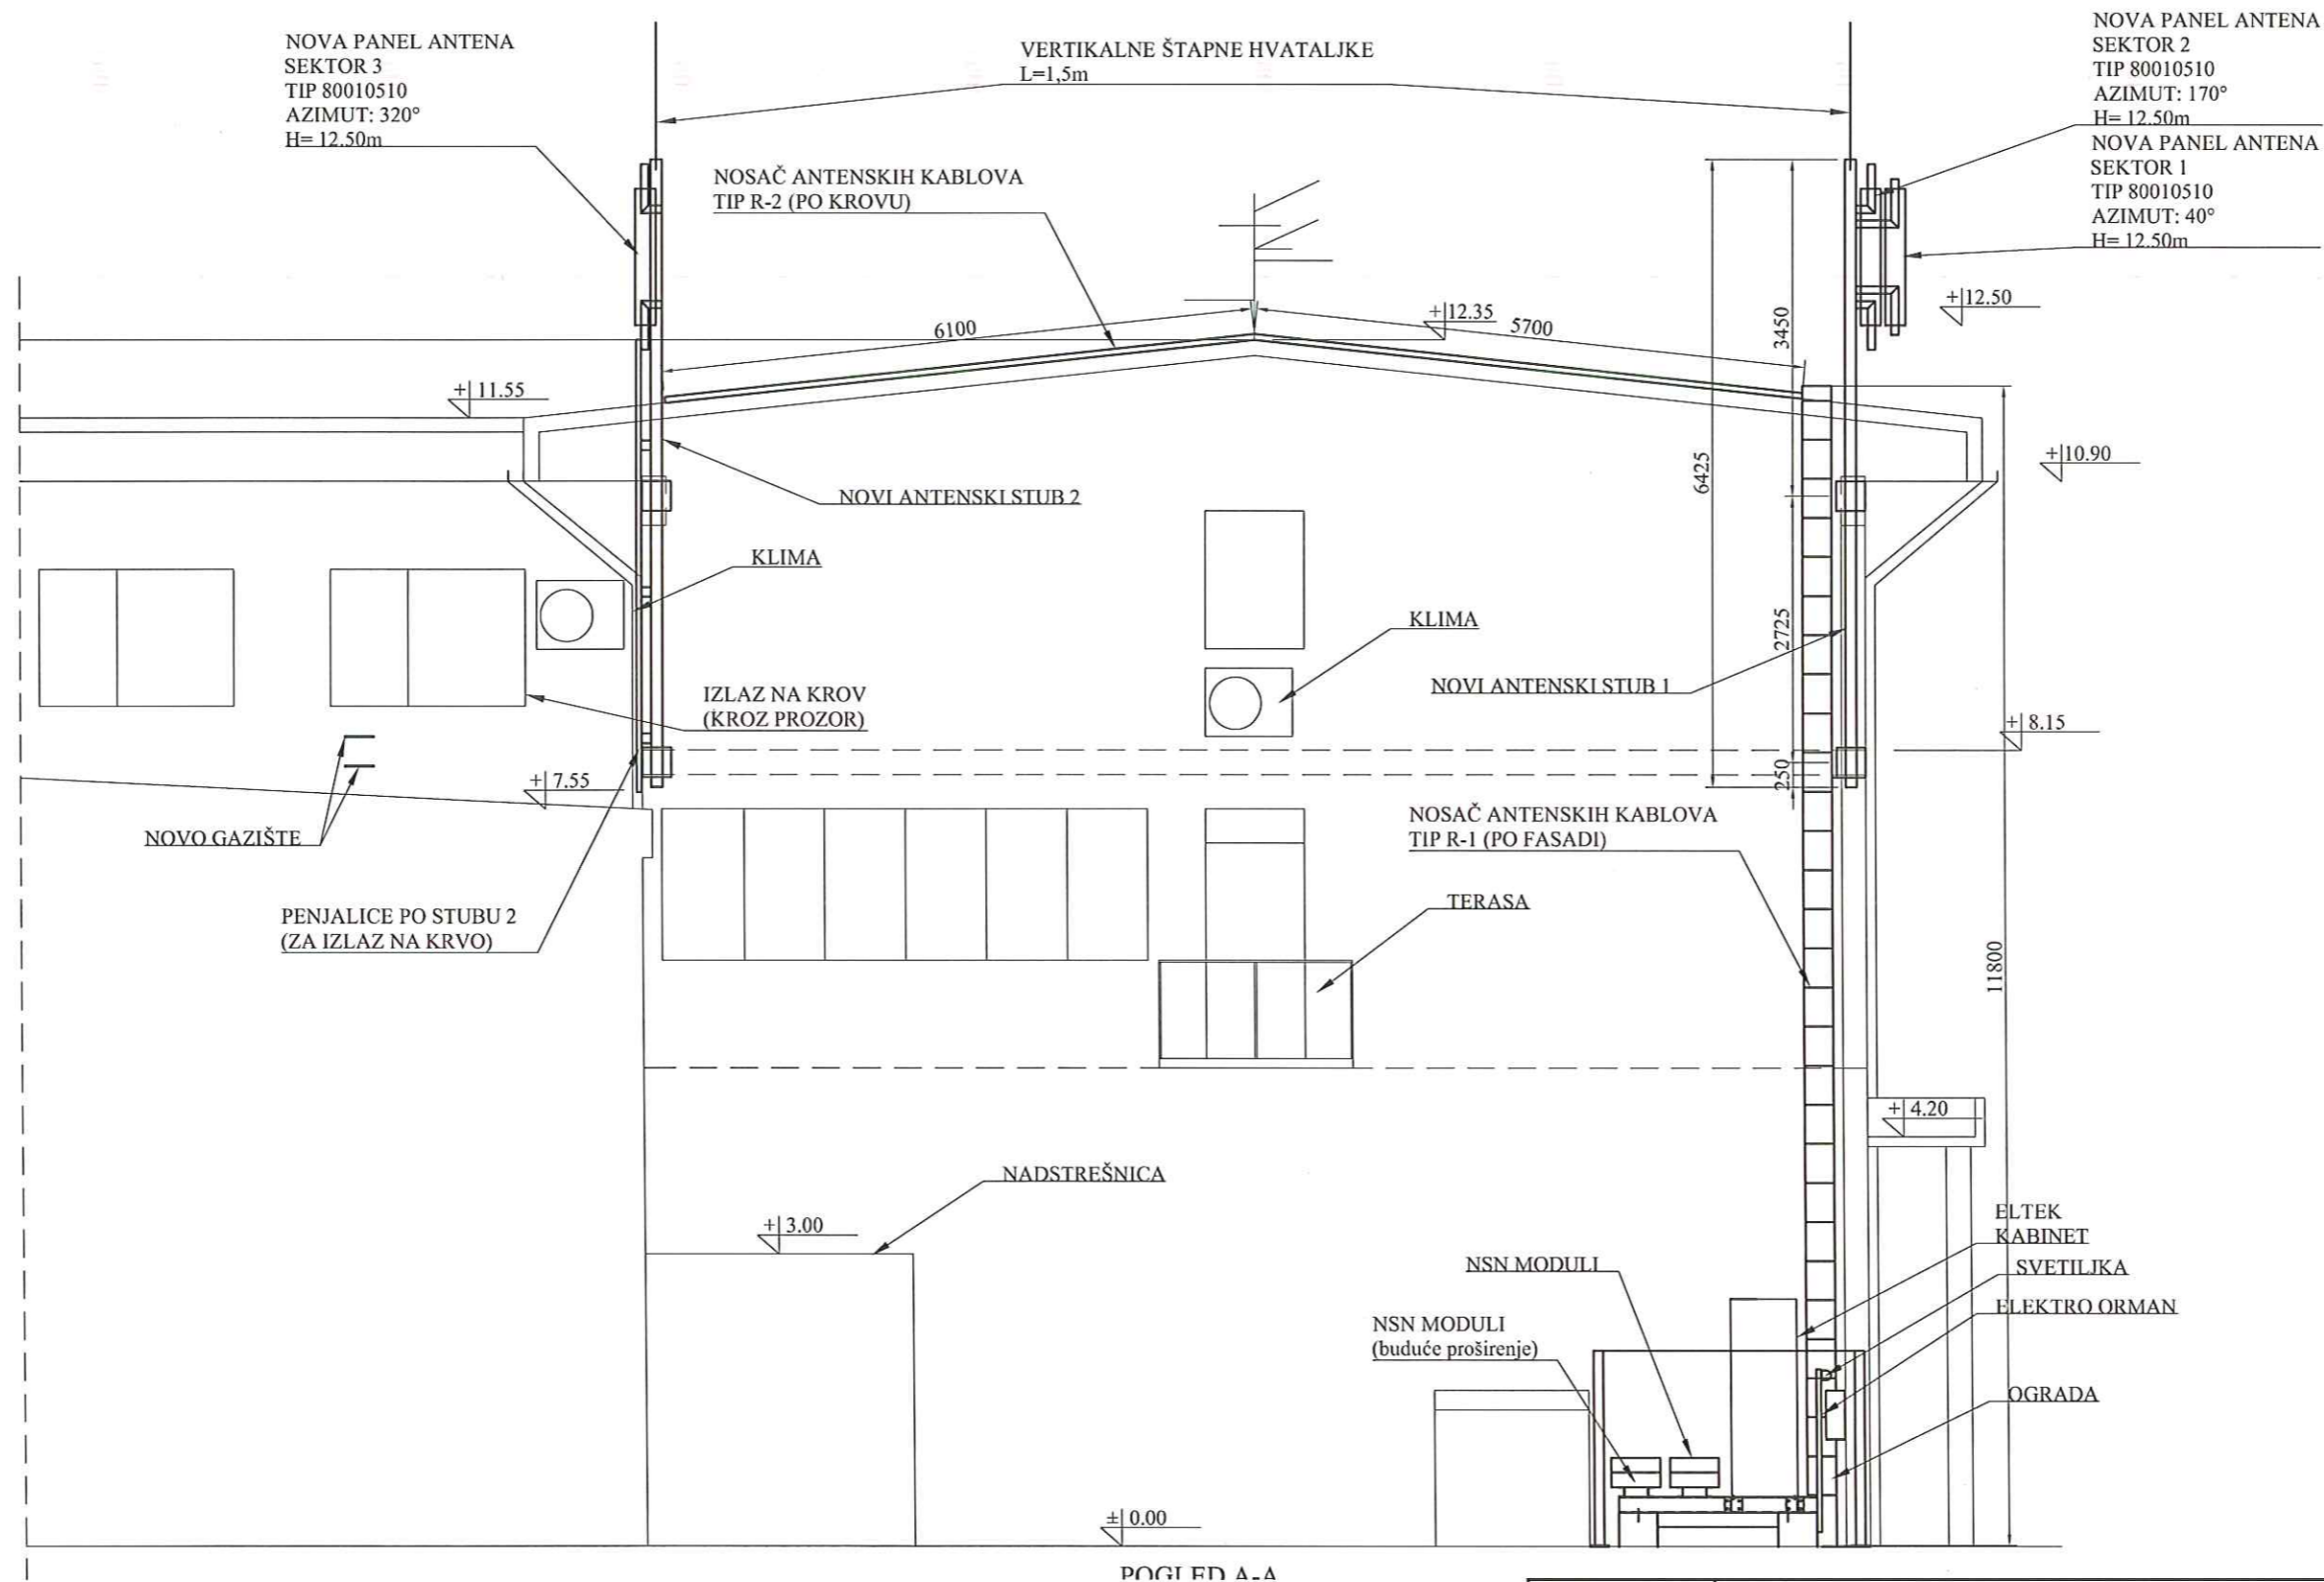 NOVA PANEL ANTENA
SEKTOR 3
TIP 80010510
AZIMUT: 320°
H= 12.50m
VERTIKALNE ŠTAPNE HVATALJKE
L=1,5m
NOVA PANEL ANTENA
SEKTOR 2
TIP 80010510
AZIMUT: 170°
H= 12.50m
NOVA PANEL ANTENA
SEKTOR 1
TIP 80010510
AZIMUT: 40°
H= 12.50m
NOSAČ ANTENSKIH KABLOVA
TIP R-2 (PO KROVU)
+12.50
+12.35
6100
5700
3450
+11.55
+10.90
6425
NOVI ANTENSKI STUB 2
KLIMA
KLIMA
2725
NOVI ANTENSKI STUB 1
IZLAZ NA KROV
(KROZ PROZOR)
+8.15
+7.55
250
NOVO GAZIŠTE
NOSAČ ANTENSKIH KABLOVA
TIP R-1 (PO FASADI)
PENJALICE PO STUBU 2
(ZA IZLAZ NA KRVO)
TERASA
11800
+4.20
NADSTREŠNICA
+3.00
ELTEK
KABINET
NSN MODULI
SVETILJKA
ELEKTRO ORMAN
NSN MODULI
(buduće proširenje)
OGRADA
±0.00
POGLED A-A